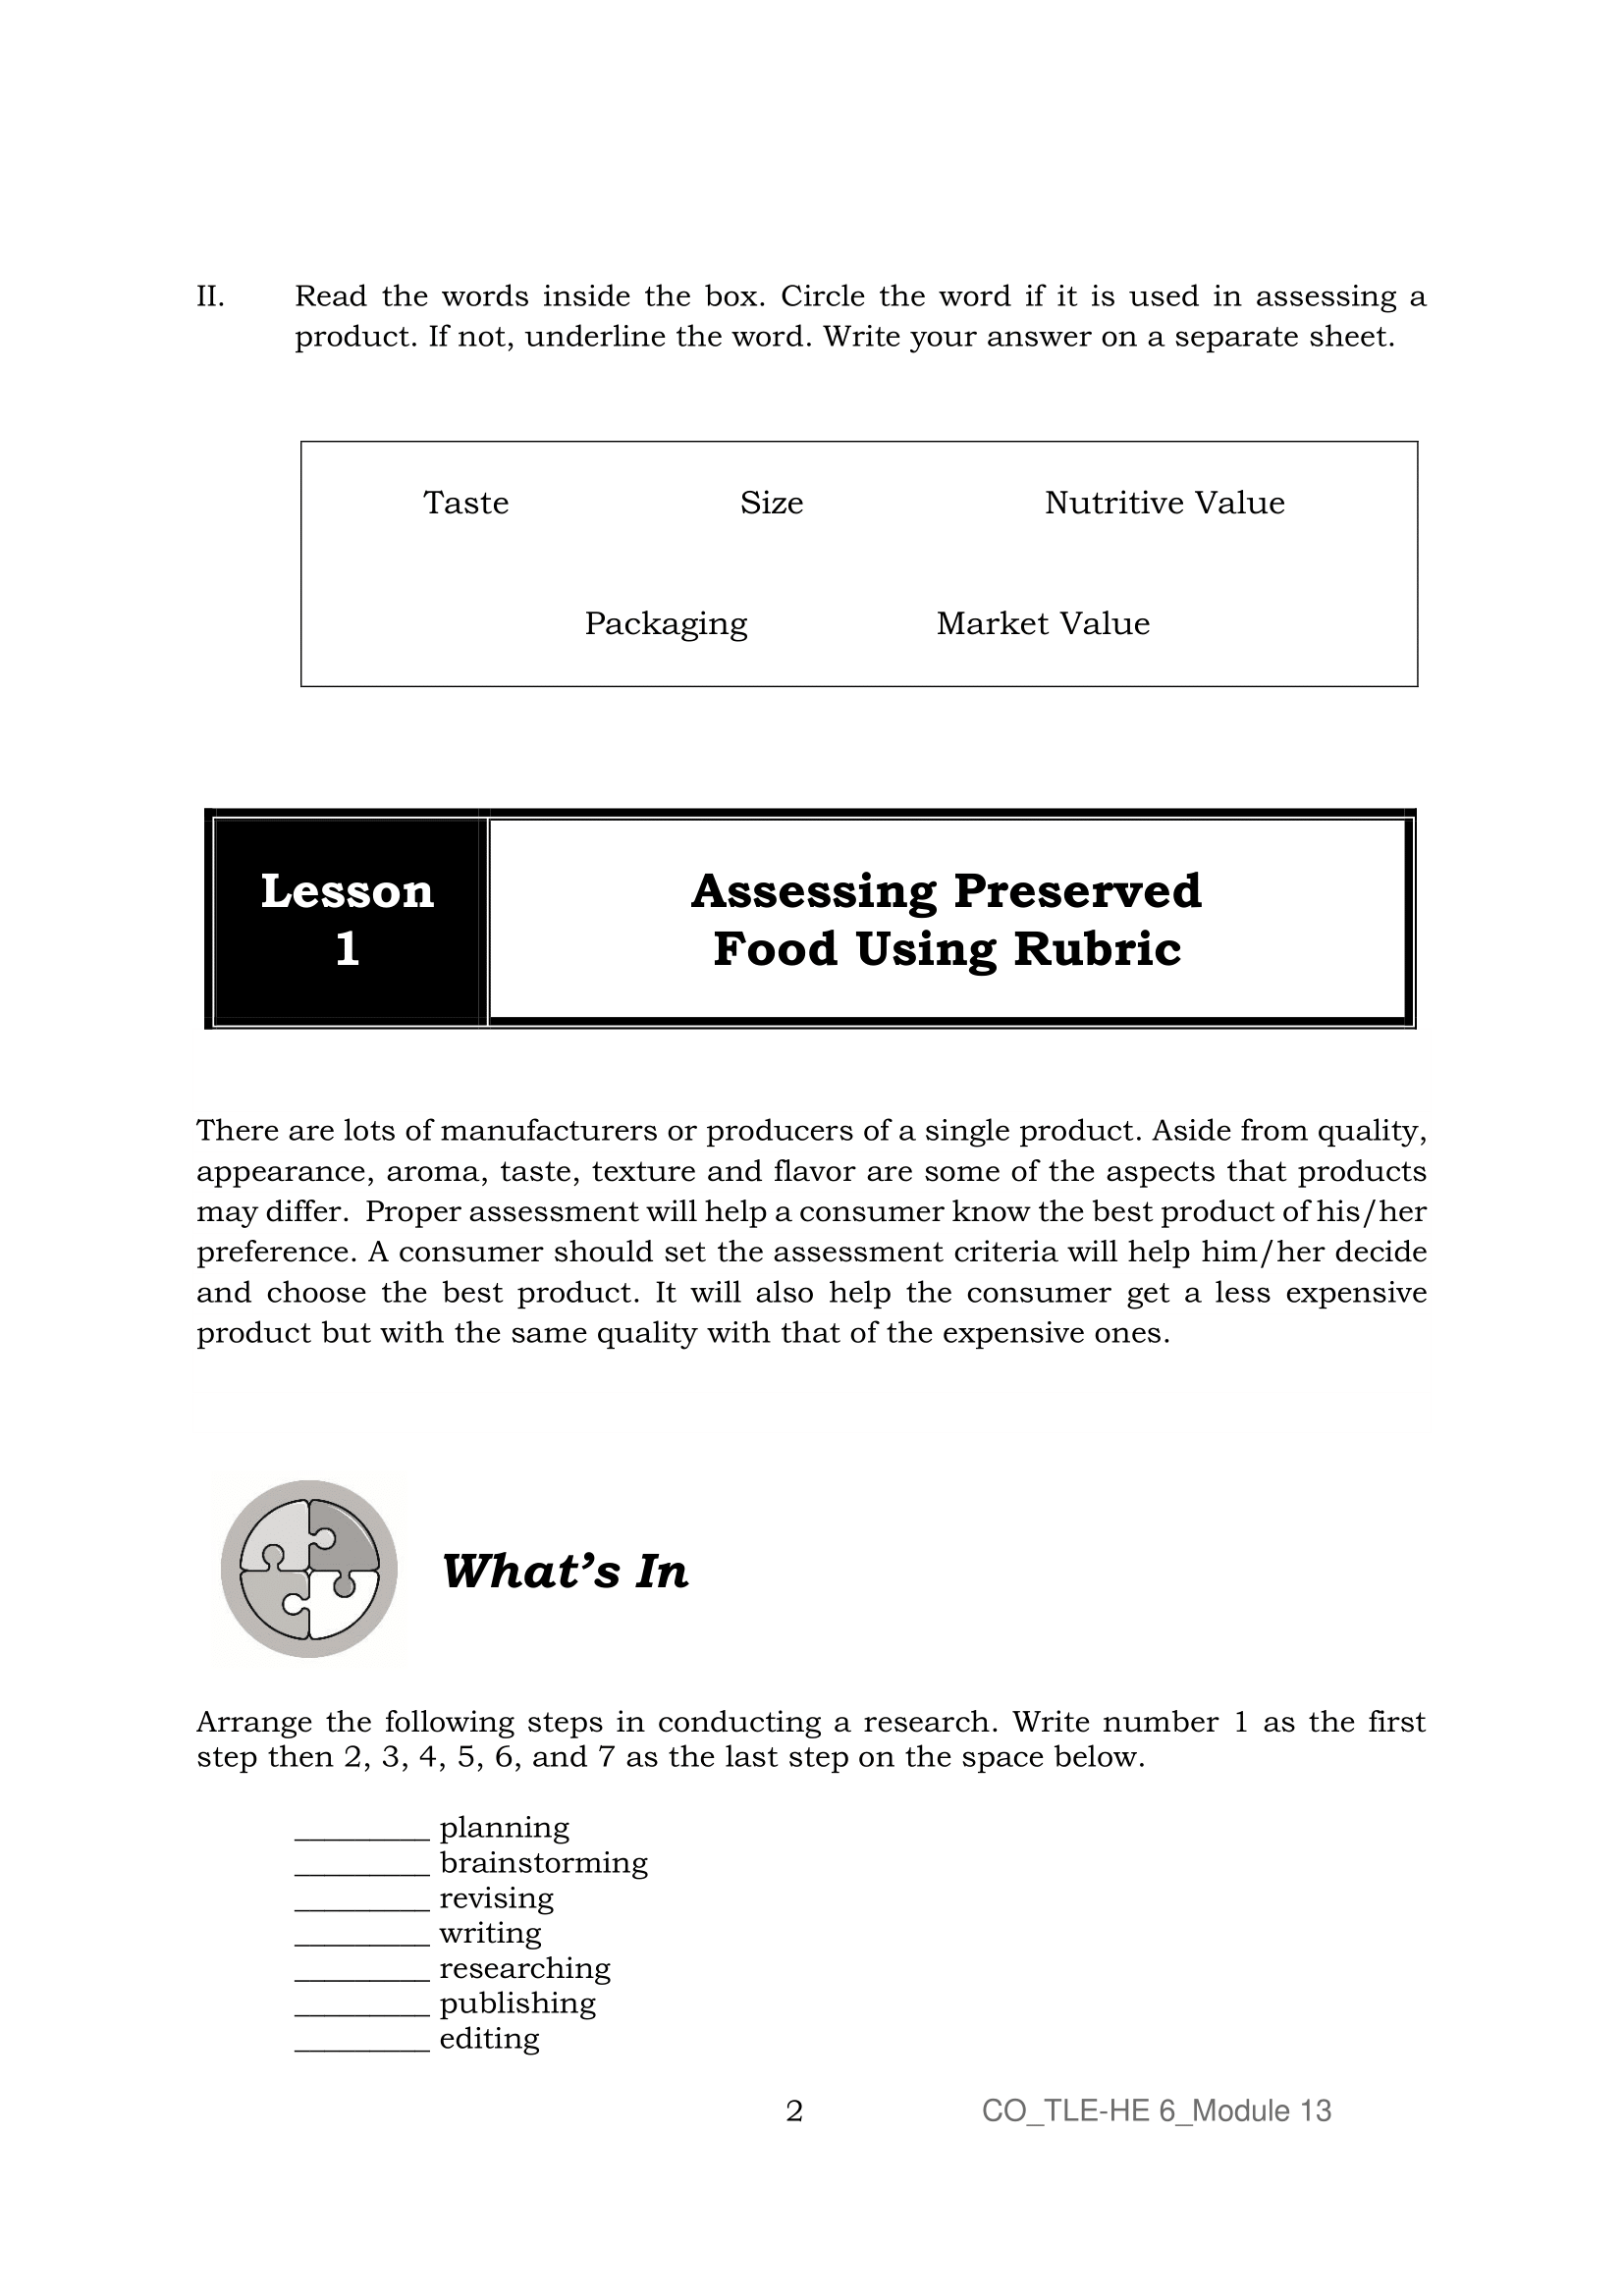 II. Read the words inside the box. Circle the word if it is used in assessing a
product. If not, underline the word. Write your answer on a separate sheet.
Taste Size Nutritive Value
Packaging Market Value
Lesson
1
Assessing Preserved
Food Using Rubric
There are lots of manufacturers or producers of a single product. Aside from quality,
appearance, aroma, taste, texture and flavor are some of the aspects that products
may differ. Proper assessment will help a consumer know the best product of his/her
preference. A consumer should set the assessment criteria will help him/her decide
and choose the best product. It will also help the consumer get a less expensive
product but with the same quality with that of the expensive ones.
What's In
Arrange the following steps in conducting a research. Write number 1 as the first
step then 2, 3, 4, 5, 6, and 7 as the last step on the space below.
_________ planning
_________ brainstorming
_________ revising
_________ writing
_________ researching
_________ publishing
_________ editing
2 CO_TLE-HE 6_Module 13